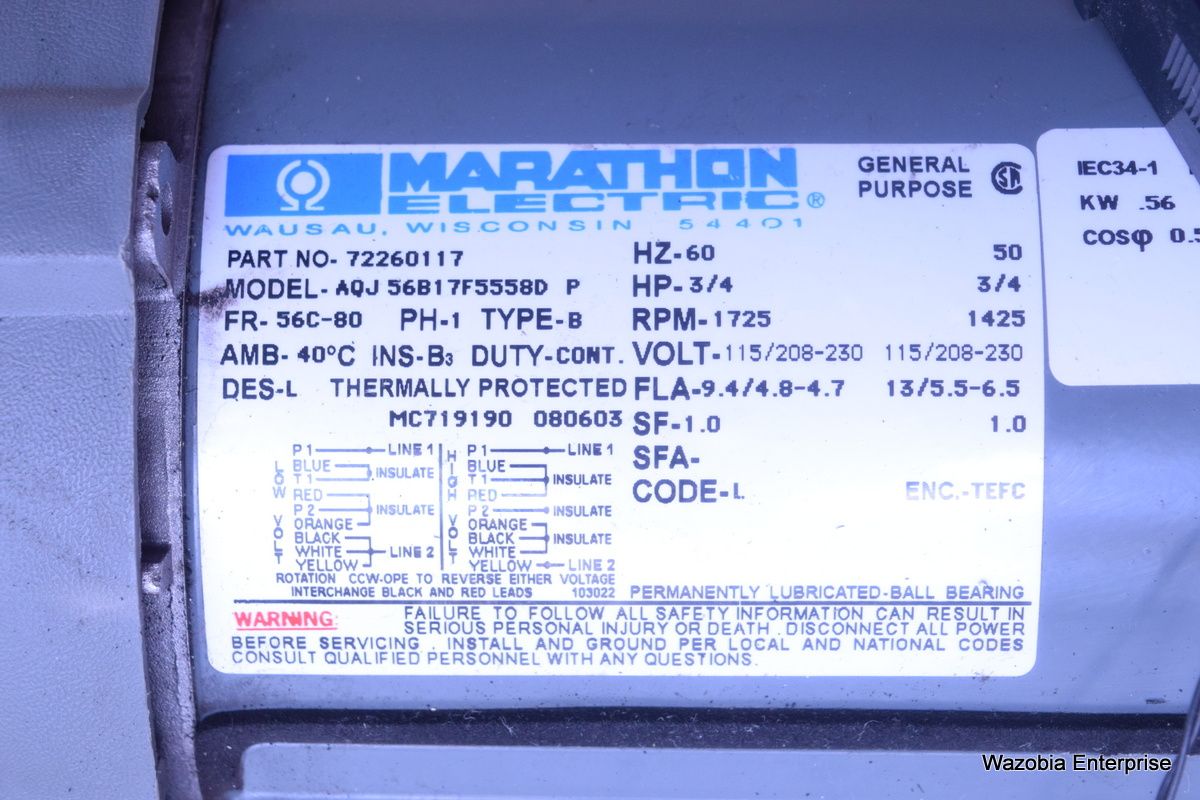 MARATHON
ELECTRIC®
WAUSAU, WISCONSIN 54401
GENERAL
PURPOSE
SA
PART NO- 72260117
MODEL- AQJ 56B17F5558D P
FR- 56C-80 PH-1 TYPE-B
AMB- 40°C INS-B3 DUTY-CONT.
DES-L THERMALLY PROTECTED
MC719190 080603
HZ-60 50
HP-3/4 3/4
RPM-1725 1425
VOLT-115/208-230 115/208-230
FLA-9.4/4.8-4.7 13/5.5-6.5
SF-1.0 1.0
SFA-
CODE-L ENC.-TEFC
LOW VOLT
P1 LINE 1
BLUE
T1 INSULATE
RED
P2 INSULATE
ORANGE
BLACK
WHITE LINE 2
YELLOW
HIGH VOLT
P1 LINE 1
BLUE
T1 INSULATE
RED
P2 INSULATE
ORANGE
BLACK INSULATE
WHITE
YELLOW LINE 2
ROTATION CCW-OPE TO REVERSE EITHER VOLTAGE
INTERCHANGE BLACK AND RED LEADS 103022
PERMANENTLY LUBRICATED-BALL BEARING
WARNING: FAILURE TO FOLLOW ALL SAFETY INFORMATION CAN RESULT IN
SERIOUS PERSONAL INJURY OR DEATH. DISCONNECT ALL POWER
BEFORE SERVICING. INSTALL AND GROUND PER LOCAL AND NATIONAL CODES
CONSULT QUALIFIED PERSONNEL WITH ANY QUESTIONS.
IEC34-1
KW .56
COSφ
Wazobia Enterprise